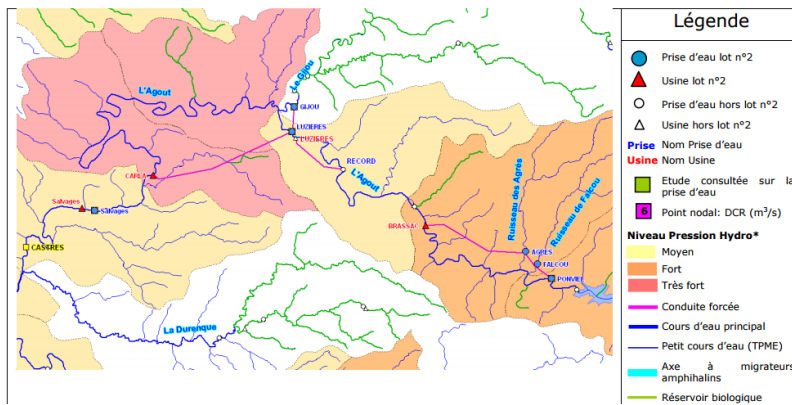 Légende
Prise d'eau lot n°2
Usine lot n°2
Prise d'eau hors lot n°2
Usine hors lot n°2
Prise Nom Prise d'eau
Usine Nom Usine
Etude consultée sur la
prise d'eau
6 Point nodal: DCR (m³/s)
Niveau Pression Hydro*
Moyen
Fort
Très fort
Conduite forcée
Cours d'eau principal
Petit cours d'eau (TPME)
Axe à migrateurs
amphihalins
Réservoir biologique
L'Agout
Le Gijou
GIJOU
LUZIERES
LUZIERES
RECORD
L'Agout
CARLA
Salvages
Salvages
CASTRES
La Durenque
BRASSAC
Ruisseau des Agrès
Ruisseau de Falcou
AGRES
FALCOU